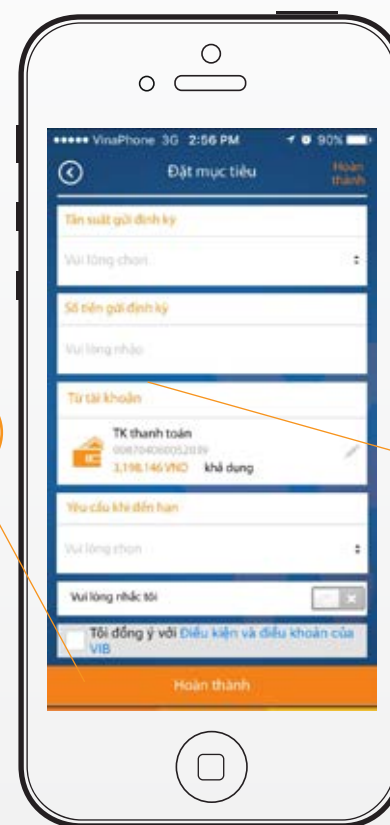 VinaPhone 3G 2:56 PM 90%
Đặt mục tiêu
Hoàn
thành
Tần suất gửi định kỳ
Vui lòng chọn
Số tiền gửi định kỳ
Vui lòng nhập
Từ tài khoản
TK thanh toán
3,198,146 VND khả dụng
Yêu cầu khi đến hạn
Vui lòng chọn
Vui lòng nhắc tôi
Tôi đồng ý với Điều kiện và điều khoản của
VIB
Hoàn thành